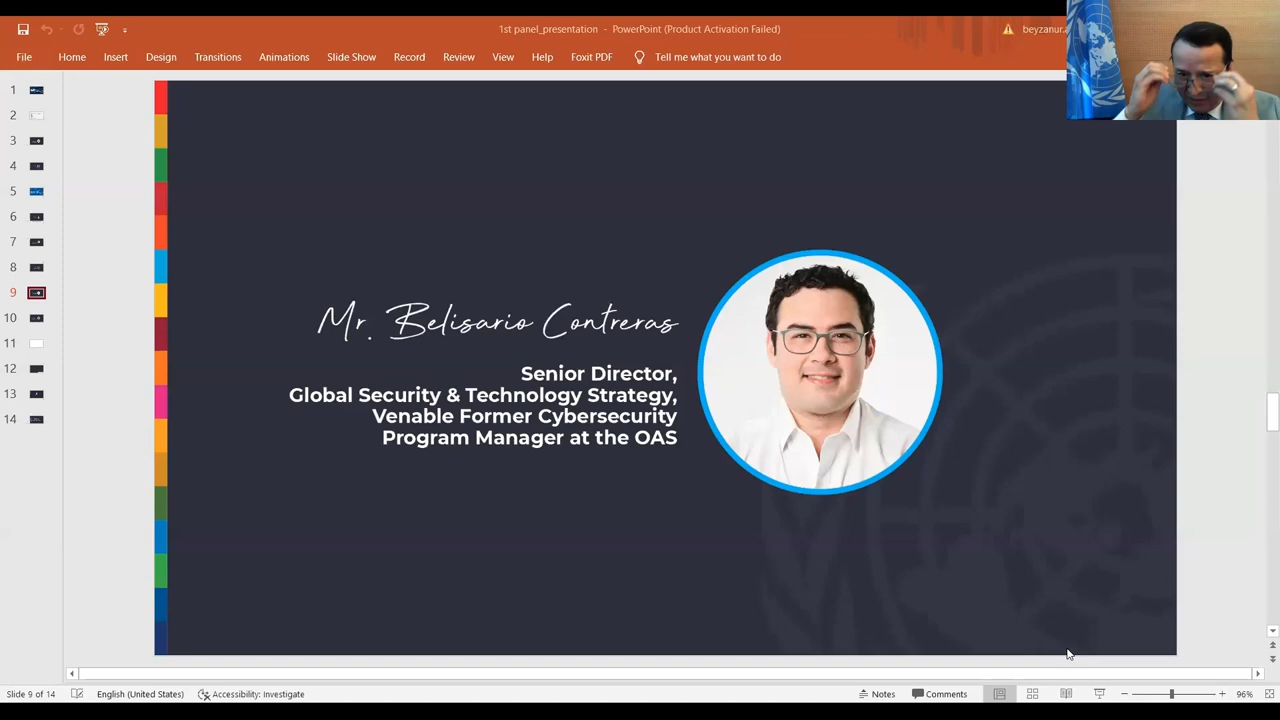 1st panel_presentation - PowerPoint (Product Activation Failed)
beyzanur.
File Home Insert Design Transitions Animations Slide Show Record Review View Help Foxit PDF Tell me what you want to do
1
2
3
4
5
6
7
8
9
10
11
12
13
14
Mr. Belisario Contreras
Senior Director,
Global Security & Technology Strategy,
Venable Former Cybersecurity
Program Manager at the OAS
Slide 9 of 14 English (United States) Accessibility: Investigate Notes Comments 96%